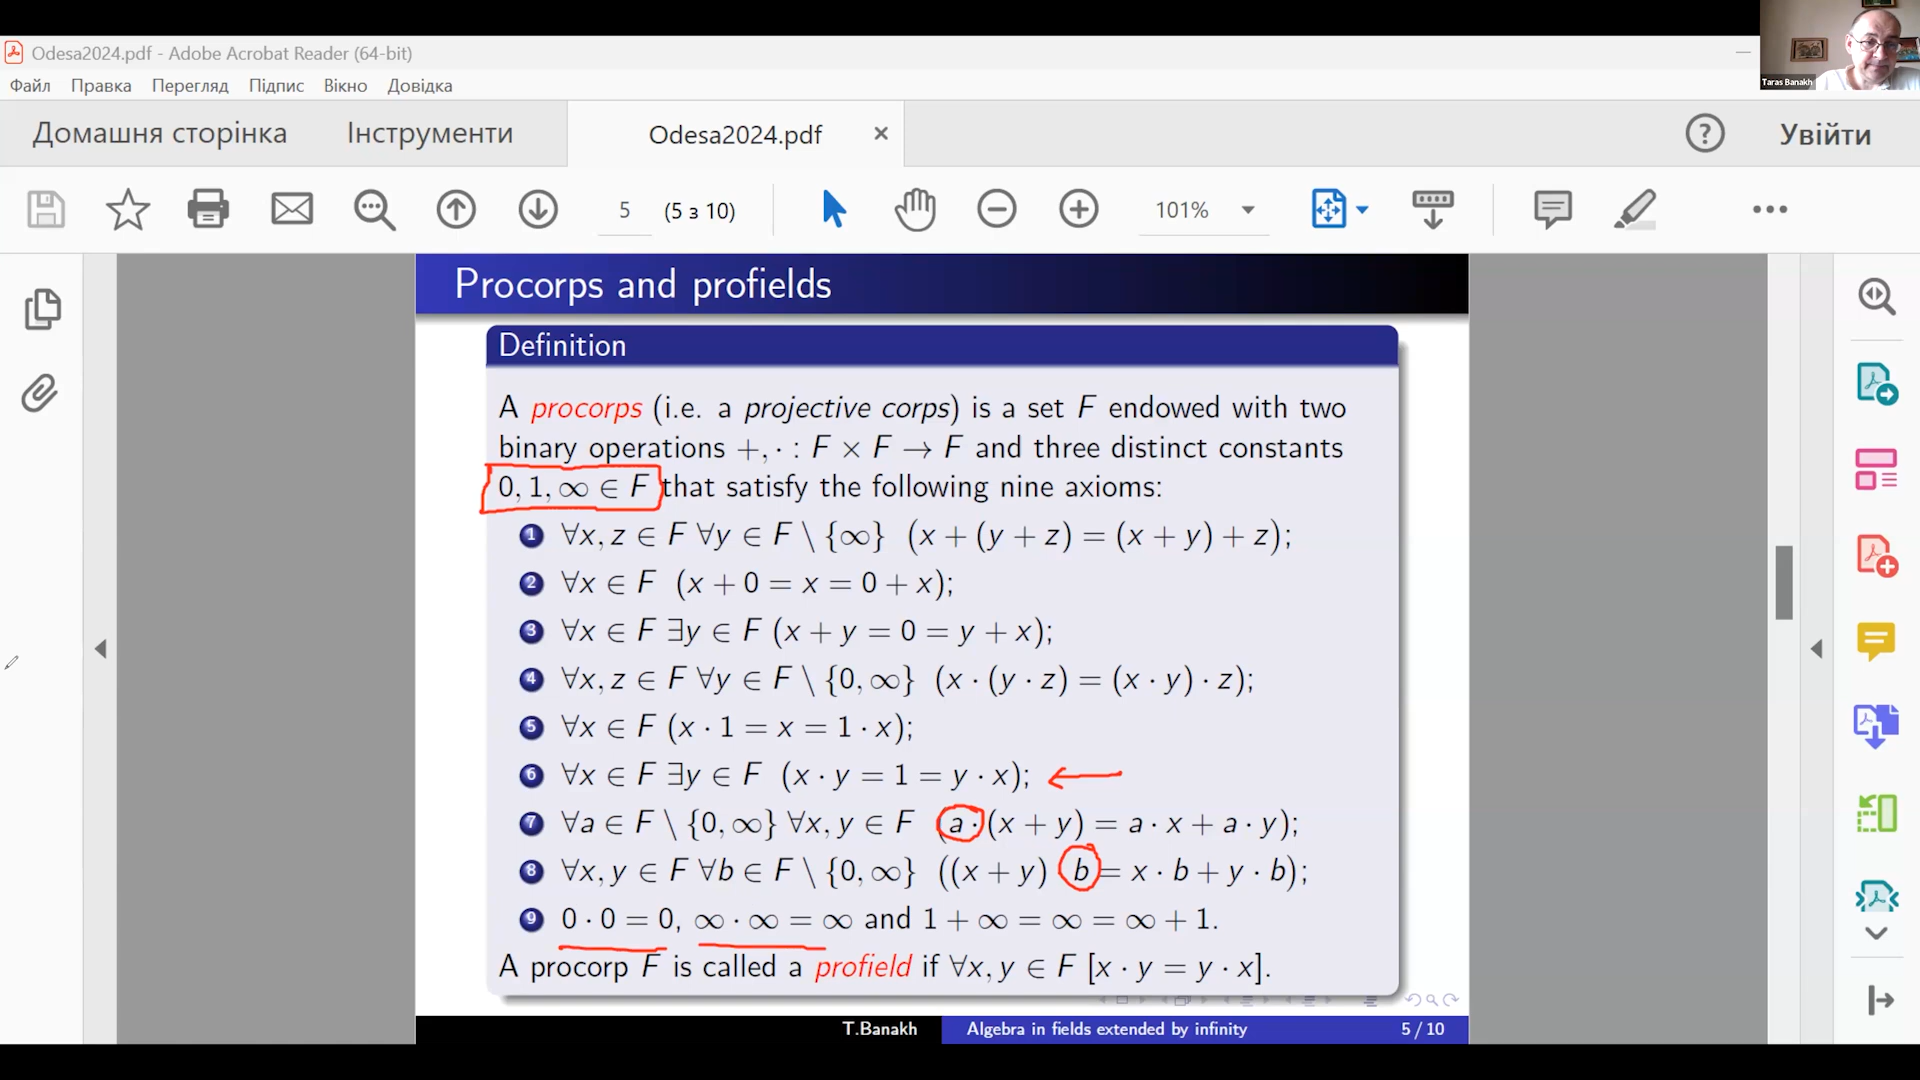 Odesa2024.pdf - Adobe Acrobat Reader (64-bit)
Taras Banakh
Файл Правка Перегляд Підпис Вікно Довідка
Домашня сторінка Інструменти Odesa2024.pdf Увійти
5 (5 з 10) 101%
Procorps and profields
Definition
A procorps (i.e. a projective corps) is a set F endowed with two
binary operations +, · : F × F → F and three distinct constants
0, 1, ∞ ∈ F that satisfy the following nine axioms:
1 ∀x, z ∈ F ∀y ∈ F \ {∞} (x + (y + z) = (x + y) + z);
2 ∀x ∈ F (x + 0 = x = 0 + x);
3 ∀x ∈ F ∃y ∈ F (x + y = 0 = y + x);
4 ∀x, z ∈ F ∀y ∈ F \ {0, ∞} (x · (y · z) = (x · y) · z);
5 ∀x ∈ F (x · 1 = x = 1 · x);
6 ∀x ∈ F ∃y ∈ F (x · y = 1 = y · x);
7 ∀a ∈ F \ {0, ∞} ∀x, y ∈ F (a · (x + y) = a · x + a · y);
8 ∀x, y ∈ F ∀b ∈ F \ {0, ∞} ((x + y) b = x · b + y · b);
9 0 · 0 = 0, ∞ · ∞ = ∞ and 1 + ∞ = ∞ = ∞ + 1.
A procorp F is called a profield if ∀x, y ∈ F [x · y = y · x].
T.Banakh Algebra in fields extended by infinity 5 / 10